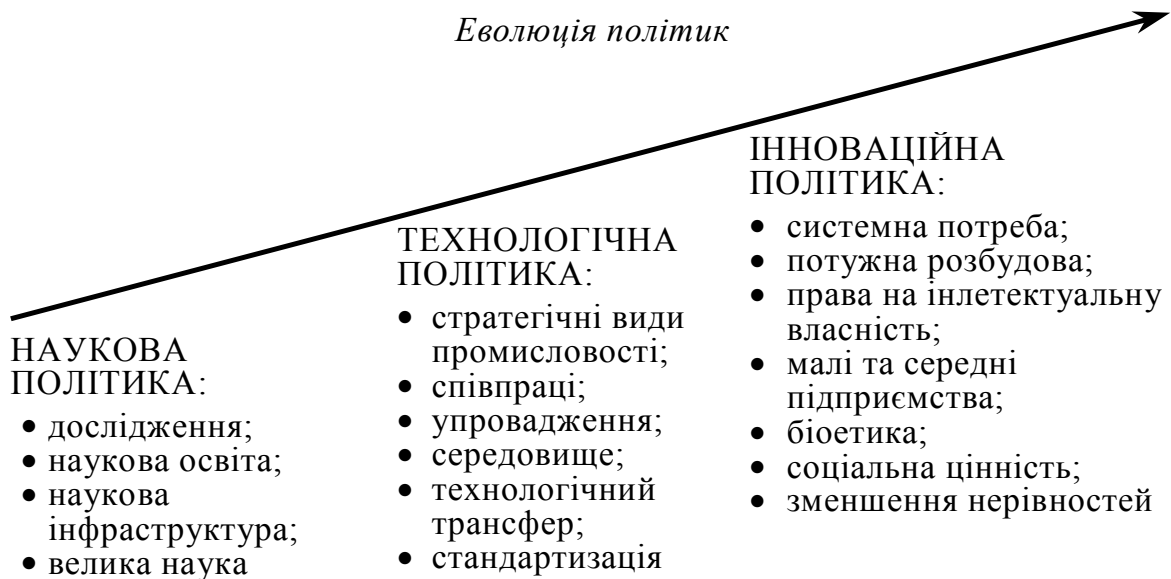 Еволюція політик
НАУКОВА
ПОЛІТИКА:
• дослідження;
• наукова освіта;
• наукова
інфраструктура;
• велика наука
ТЕХНОЛОГІЧНА
ПОЛІТИКА:
• стратегічні види
промисловості;
• співпраці;
• упровадження;
• середовище;
• технологічний
трансфер;
• стандартизація
ІННОВАЦІЙНА
ПОЛІТИКА:
• системна потреба;
• потужна розбудова;
• права на інлетектуальну
власність;
• малі та середні
підприємства;
• біоетика;
• соціальна цінність;
• зменшення нерівностей